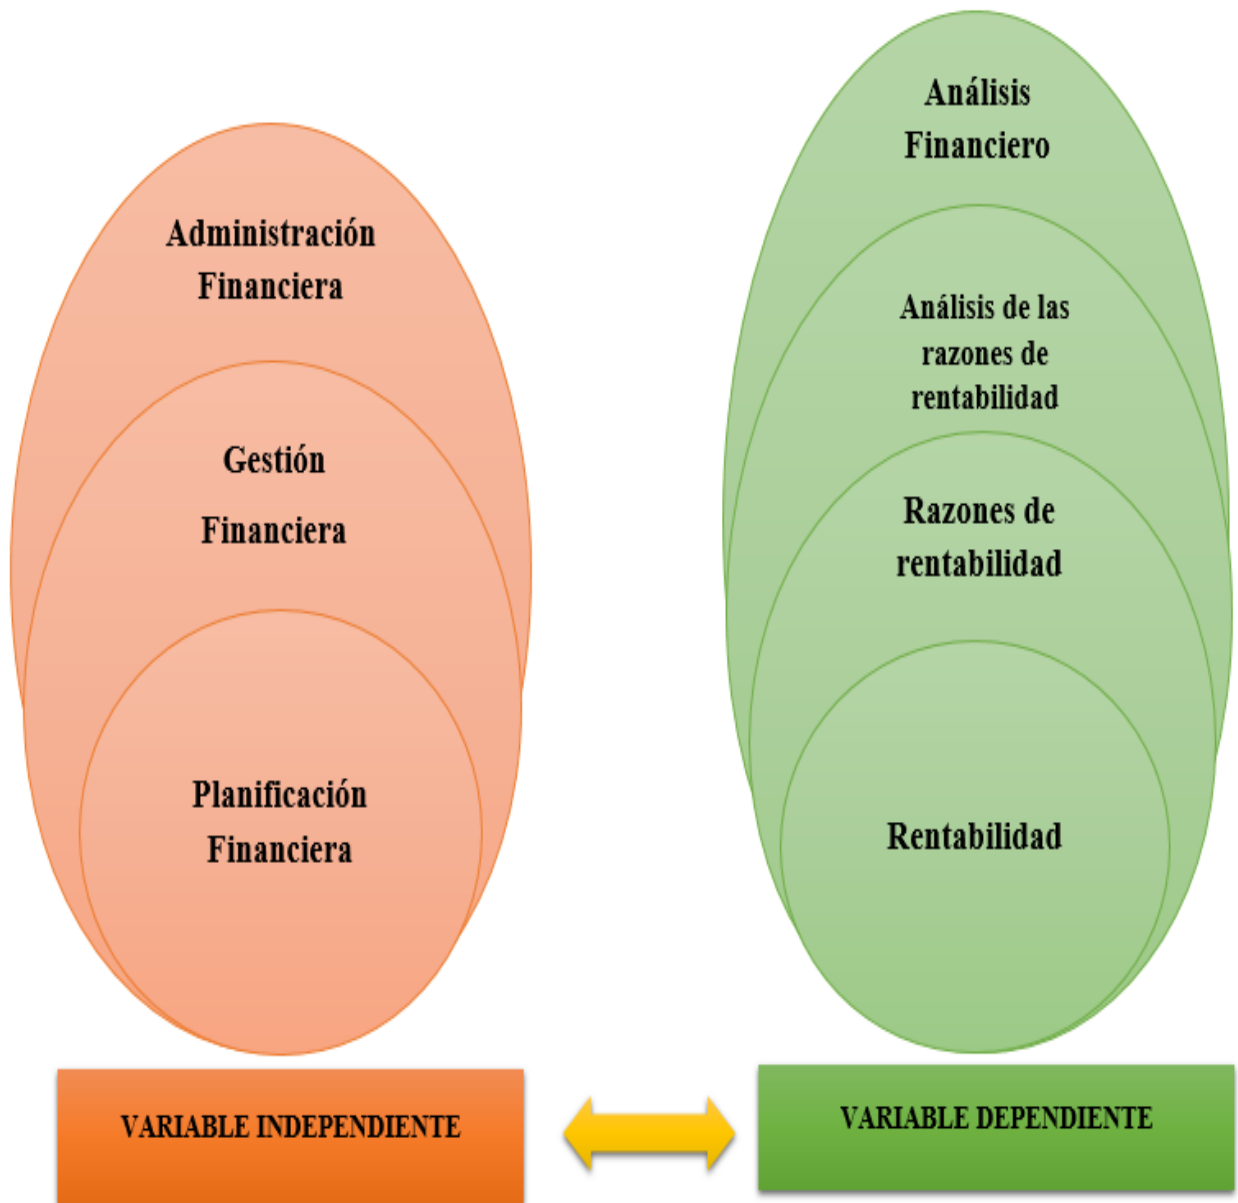 Administración
Financiera
Gestión
Financiera
Planificación
Financiera
VARIABLE INDEPENDIENTE
Análisis
Financiero
Análisis de las
razones de
rentabilidad
Razones de
rentabilidad
Rentabilidad
VARIABLE DEPENDIENTE